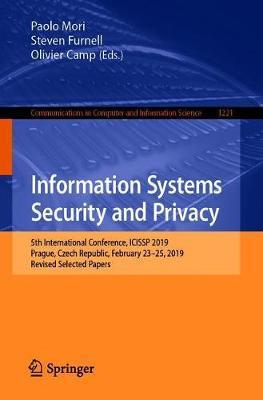 Paolo Mori
Steven Furnell
Olivier Camp (Eds.)
Communications in Computer and Information Science 1221
Information Systems
Security and Privacy
5th International Conference, ICISSP 2019
Prague, Czech Republic, February 23–25, 2019
Revised Selected Papers
Springer